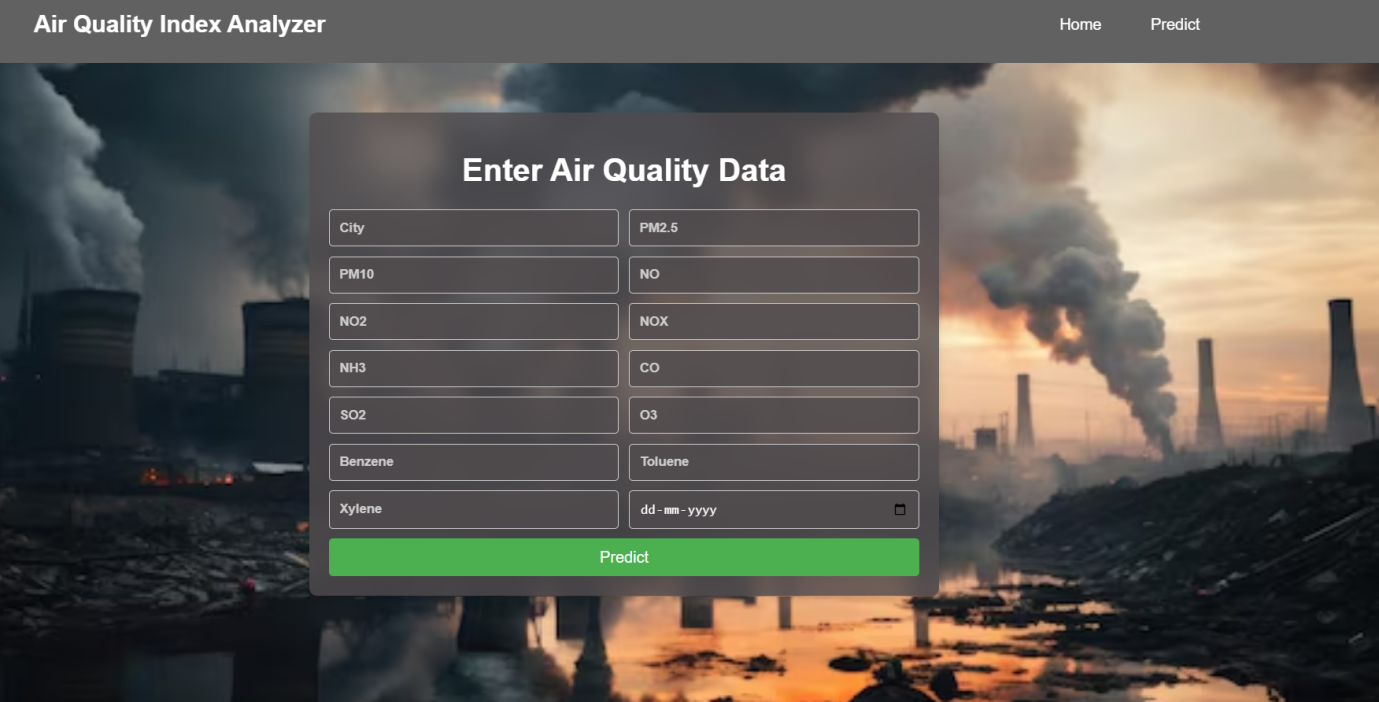 Air Quality Index Analyzer
Home
Predict
Enter Air Quality Data
City
PM2.5
PM10
NO
NO2
NOX
NH3
CO
SO2
O3
Benzene
Toluene
Xylene
dd-mm-yyyy
Predict